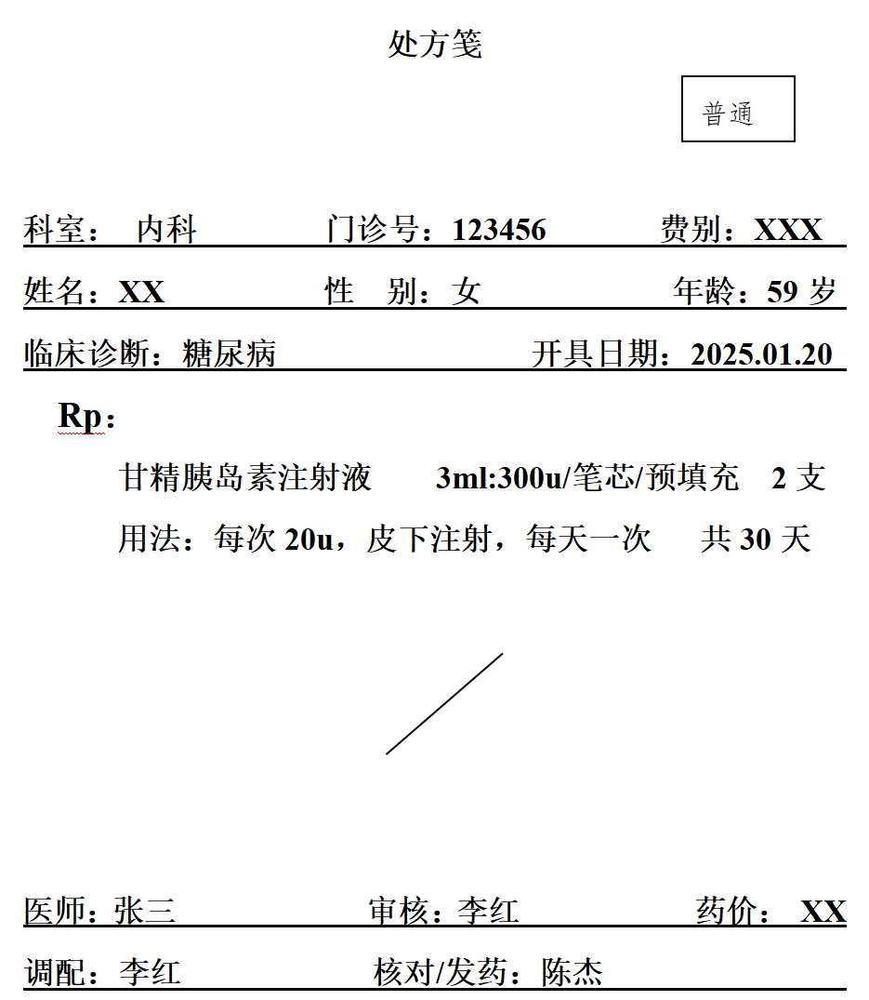 处方笺
普通
科室： 内科 门诊号：123456 费别：XXX
姓名：XX 性 别：女 年龄：59 岁
临床诊断：糖尿病 开具日期：2025.01.20
Rp：
甘精胰岛素注射液 3ml:300u/笔芯/预填充 2 支
用法：每次 20u，皮下注射，每天一次 共 30 天
医师：张三 审核：李红 药价： XX
调配：李红 核对/发药：陈杰